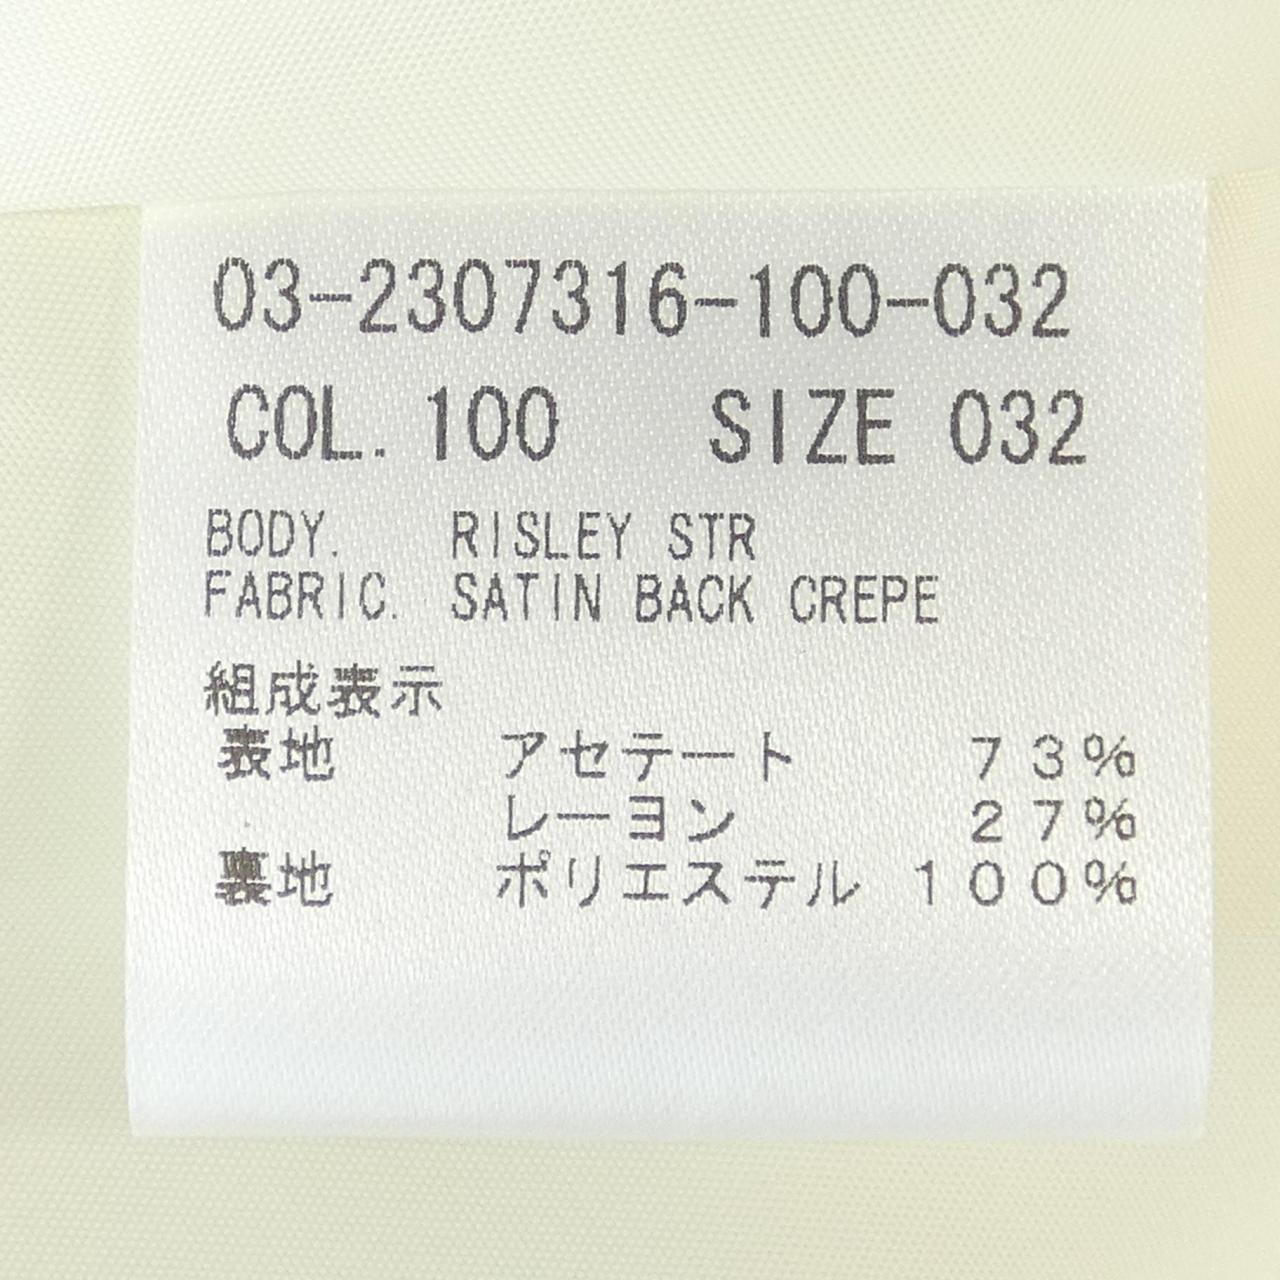 03-2307316-100-032
COL. 100 SIZE 032
BODY. RISLEY STR
FABRIC. SATIN BACK CREPE
組成表示
表地 アセテート 73%
レーヨン 27%
裏地 ポリエステル 100%